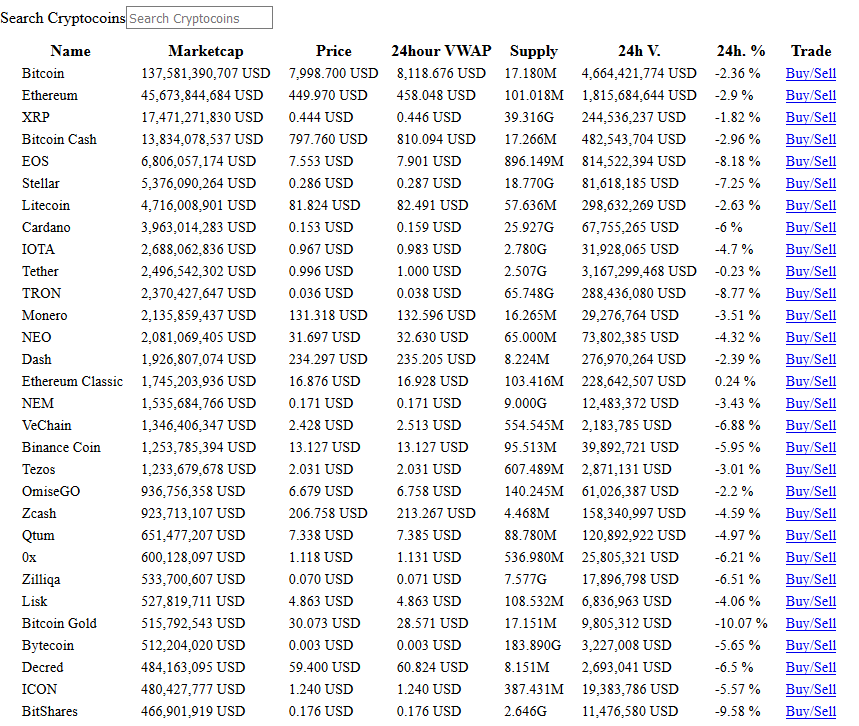 Search Cryptocoins Search Cryptocoins
Name Marketcap Price 24hour VWAP Supply 24h V. 24h. % Trade
Bitcoin 137,581,390,707 USD 7,998.700 USD 8,118.676 USD 17.180M 4,664,421,774 USD -2.36 % Buy/Sell
Ethereum 45,673,844,684 USD 449.970 USD 458.048 USD 101.018M 1,815,684,644 USD -2.9 % Buy/Sell
XRP 17,471,271,830 USD 0.444 USD 0.446 USD 39.316G 244,536,237 USD -1.82 % Buy/Sell
Bitcoin Cash 13,834,078,537 USD 797.760 USD 810.094 USD 17.266M 482,543,704 USD -2.96 % Buy/Sell
EOS 6,806,057,174 USD 7.553 USD 7.901 USD 896.149M 814,522,394 USD -8.18 % Buy/Sell
Stellar 5,376,090,264 USD 0.286 USD 0.287 USD 18.770G 81,618,185 USD -7.25 % Buy/Sell
Litecoin 4,716,008,901 USD 81.824 USD 82.491 USD 57.636M 298,632,269 USD -2.63 % Buy/Sell
Cardano 3,963,014,283 USD 0.153 USD 0.159 USD 25.927G 67,755,265 USD -6 % Buy/Sell
IOTA 2,688,062,836 USD 0.967 USD 0.983 USD 2.780G 31,928,065 USD -4.7 % Buy/Sell
Tether 2,496,542,302 USD 0.996 USD 1.000 USD 2.507G 3,167,299,468 USD -0.23 % Buy/Sell
TRON 2,370,427,647 USD 0.036 USD 0.038 USD 65.748G 288,436,080 USD -8.77 % Buy/Sell
Monero 2,135,859,437 USD 131.318 USD 132.596 USD 16.265M 29,276,764 USD -3.51 % Buy/Sell
NEO 2,081,069,405 USD 31.697 USD 32.630 USD 65.000M 73,802,385 USD -4.32 % Buy/Sell
Dash 1,926,807,074 USD 234.297 USD 235.205 USD 8.224M 276,970,264 USD -2.39 % Buy/Sell
Ethereum Classic 1,745,203,936 USD 16.876 USD 16.928 USD 103.416M 228,642,507 USD 0.24 % Buy/Sell
NEM 1,535,684,766 USD 0.171 USD 0.171 USD 9.000G 12,483,372 USD -3.43 % Buy/Sell
VeChain 1,346,406,347 USD 2.428 USD 2.513 USD 554.545M 2,183,785 USD -6.88 % Buy/Sell
Binance Coin 1,253,785,394 USD 13.127 USD 13.127 USD 95.513M 39,892,721 USD -5.95 % Buy/Sell
Tezos 1,233,679,678 USD 2.031 USD 2.031 USD 607.489M 2,871,131 USD -3.01 % Buy/Sell
OmiseGO 936,756,358 USD 6.679 USD 6.758 USD 140.245M 61,026,387 USD -2.2 % Buy/Sell
Zcash 923,713,107 USD 206.758 USD 213.267 USD 4.468M 158,340,997 USD -4.59 % Buy/Sell
Qtum 651,477,207 USD 7.338 USD 7.385 USD 88.780M 120,892,922 USD -4.97 % Buy/Sell
0x 600,128,097 USD 1.118 USD 1.131 USD 536.980M 25,805,321 USD -6.21 % Buy/Sell
Zilliqa 533,700,607 USD 0.070 USD 0.071 USD 7.577G 17,896,798 USD -6.51 % Buy/Sell
Lisk 527,819,711 USD 4.863 USD 4.863 USD 108.532M 6,836,963 USD -4.06 % Buy/Sell
Bitcoin Gold 515,792,543 USD 30.073 USD 28.571 USD 17.151M 9,805,312 USD -10.07 % Buy/Sell
Bytecoin 512,204,020 USD 0.003 USD 0.003 USD 183.890G 3,227,008 USD -5.65 % Buy/Sell
Decred 484,163,095 USD 59.400 USD 60.824 USD 8.151M 2,693,041 USD -6.5 % Buy/Sell
ICON 480,427,777 USD 1.240 USD 1.240 USD 387.431M 19,383,786 USD -5.57 % Buy/Sell
BitShares 466,901,919 USD 0.176 USD 0.176 USD 2.646G 11,476,580 USD -9.58 % Buy/Sell